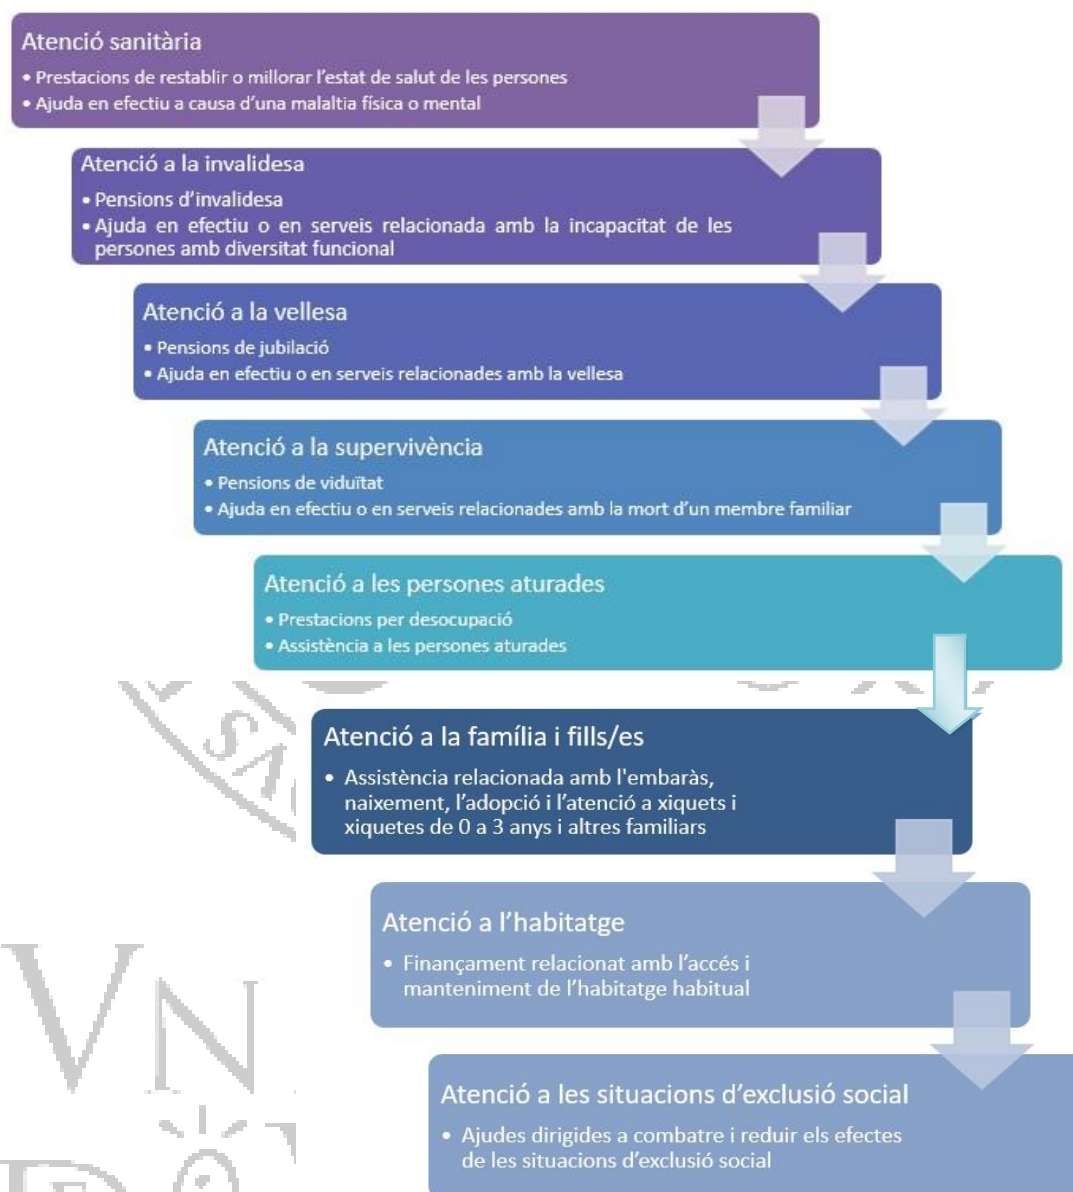 Atenció sanitària
• Prestacions de restablir o millorar l'estat de salut de les persones
• Ajuda en efectiu a causa d'una malaltia física o mental
Atenció a la invalidesa
• Pensions d'invalidesa
• Ajuda en efectiu o en serveis relacionada amb la incapacitat de les
persones amb diversitat funcional
Atenció a la vellesa
• Pensions de jubilació
• Ajuda en efectiu o en serveis relacionades amb la vellesa
Atenció a la supervivència
• Pensions de viduïtat
• Ajuda en efectiu o en serveis relacionades amb la mort d'un membre familiar
Atenció a les persones aturades
• Prestacions per desocupació
• Assistència a les persones aturades
Atenció a la família i fills/es
• Assistència relacionada amb l'embaràs,
naixement, l'adopció i l'atenció a xiquets i
xiquetes de 0 a 3 anys i altres familiars
Atenció a l'habitatge
• Finançament relacionat amb l'accés i
manteniment de l'habitatge habitual
Atenció a les situacions d'exclusió social
• Ajudes dirigides a combatre i reduir els efectes
de les situacions d'exclusió social